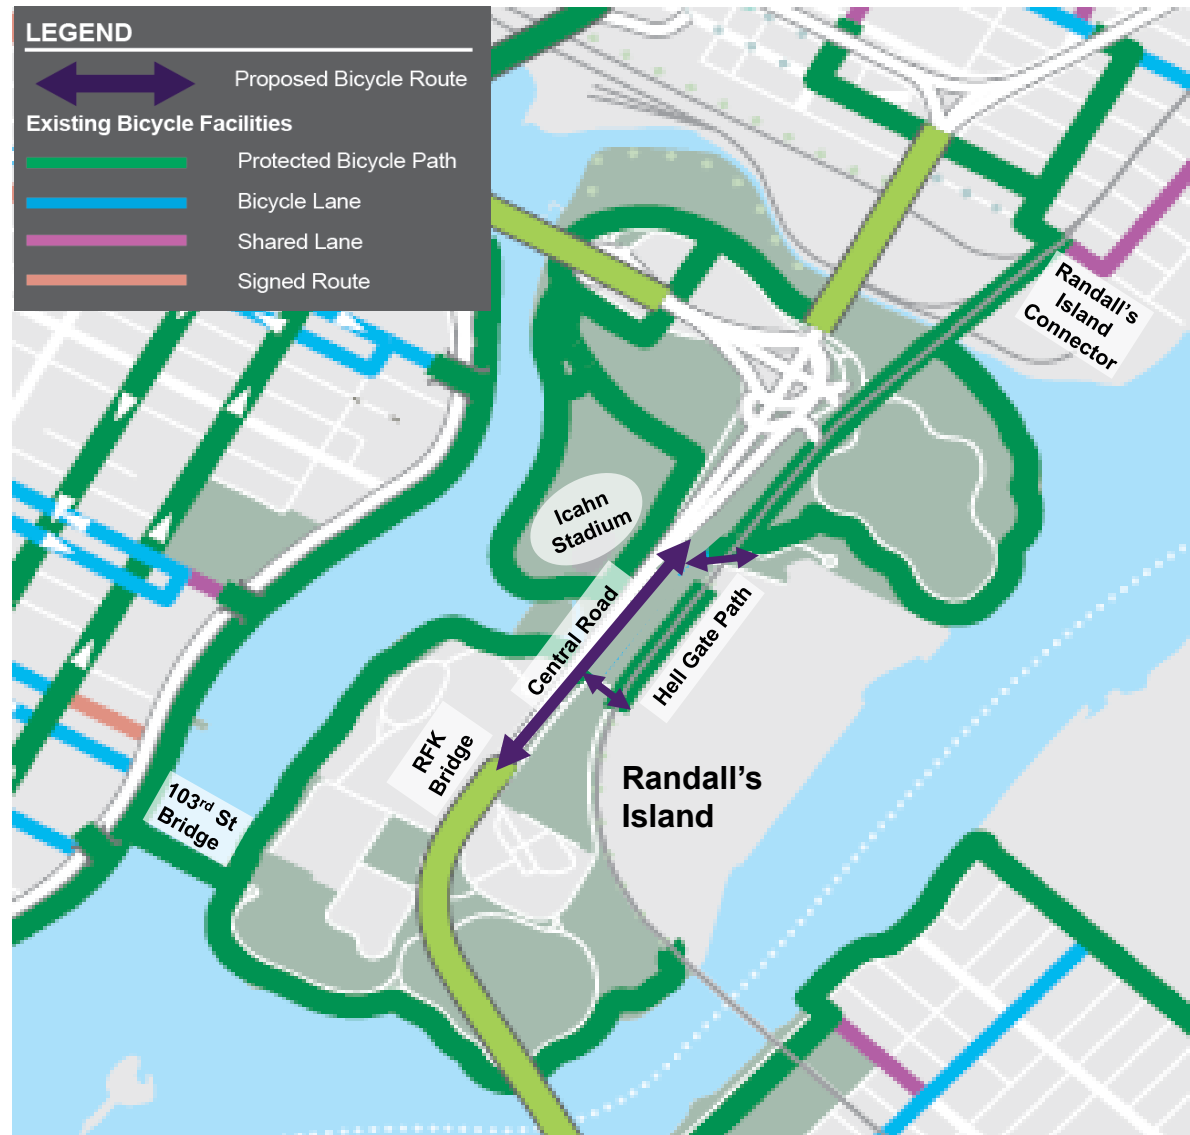 LEGEND
Proposed Bicycle Route
Existing Bicycle Facilities
Protected Bicycle Path
Bicycle Lane
Shared Lane
Signed Route
Randall's
Island
Connector
Icahn
Stadium
Central Road
Hell Gate Path
RFK
Bridge
Randall's
Island
103rd St
Bridge